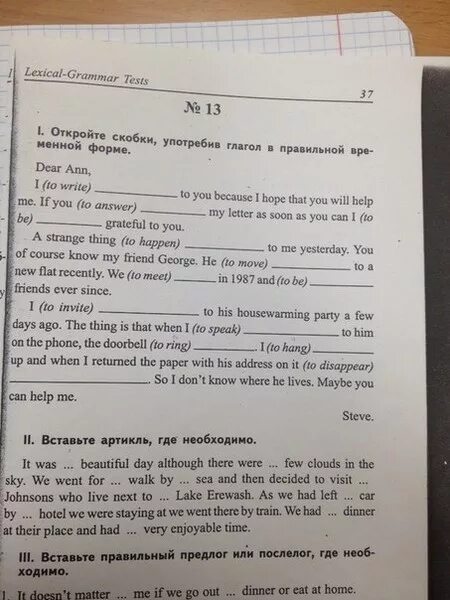 Lexical-Grammar Tests
37
№ 13
I. Откройте скобки, употребив глагол в правильной вре-
менной форме.
Dear Ann,
I (to write) ____________ to you because I hope that you will help
me. If you (to answer) ____________ my letter as soon as you can I (to
be) ____________ grateful to you.
A strange thing (to happen) ____________ to me yesterday. You
of course know my friend George. He (to move) ____________ to a
new flat recently. We (to meet) ____________ in 1987 and (to be) ____________
friends ever since.
I (to invite) ____________ to his housewarming party a few
days ago. The thing is that when I (to speak) ____________ to him
on the phone, the doorbell (to ring) ____________. I (to hang) ____________
up and when I returned the paper with his address on it (to disappear)
____________. So I don't know where he lives. Maybe you
can help me.
Steve.
II. Вставьте артикль, где необходимо.
It was ... beautiful day although there were ... few clouds in the
sky. We went for ... walk by ... sea and then decided to visit ...
Johnsons who live next to ... Lake Erewash. As we had left ... car
by ... hotel we were staying at we went there by train. We had ... dinner
at their place and had ... very enjoyable time.
III. Вставьте правильный предлог или послелог, где необ-
ходимо.
1. It doesn't matter ... me if we go out ... dinner or eat at home.